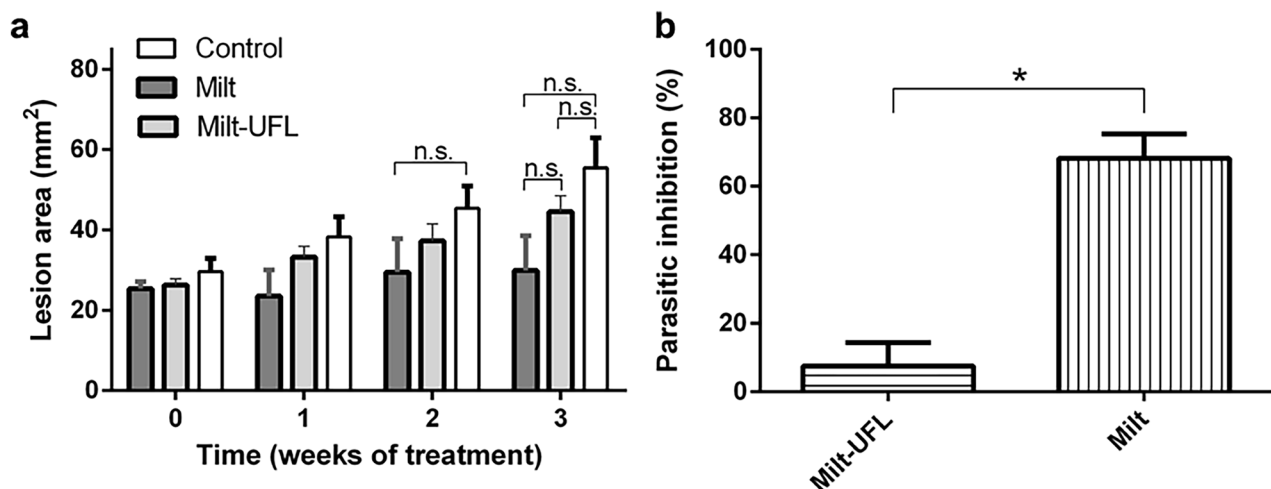 a
Control
Milt
Milt-UFL
80
60
40
20
0
Lesion area (mm²)
n.s.
n.s.
n.s.
n.s.
0 1 2 3
Time (weeks of treatment)
b
100
80
60
40
20
0
Parasitic inhibition (%)
*
Milt-UFL
Milt